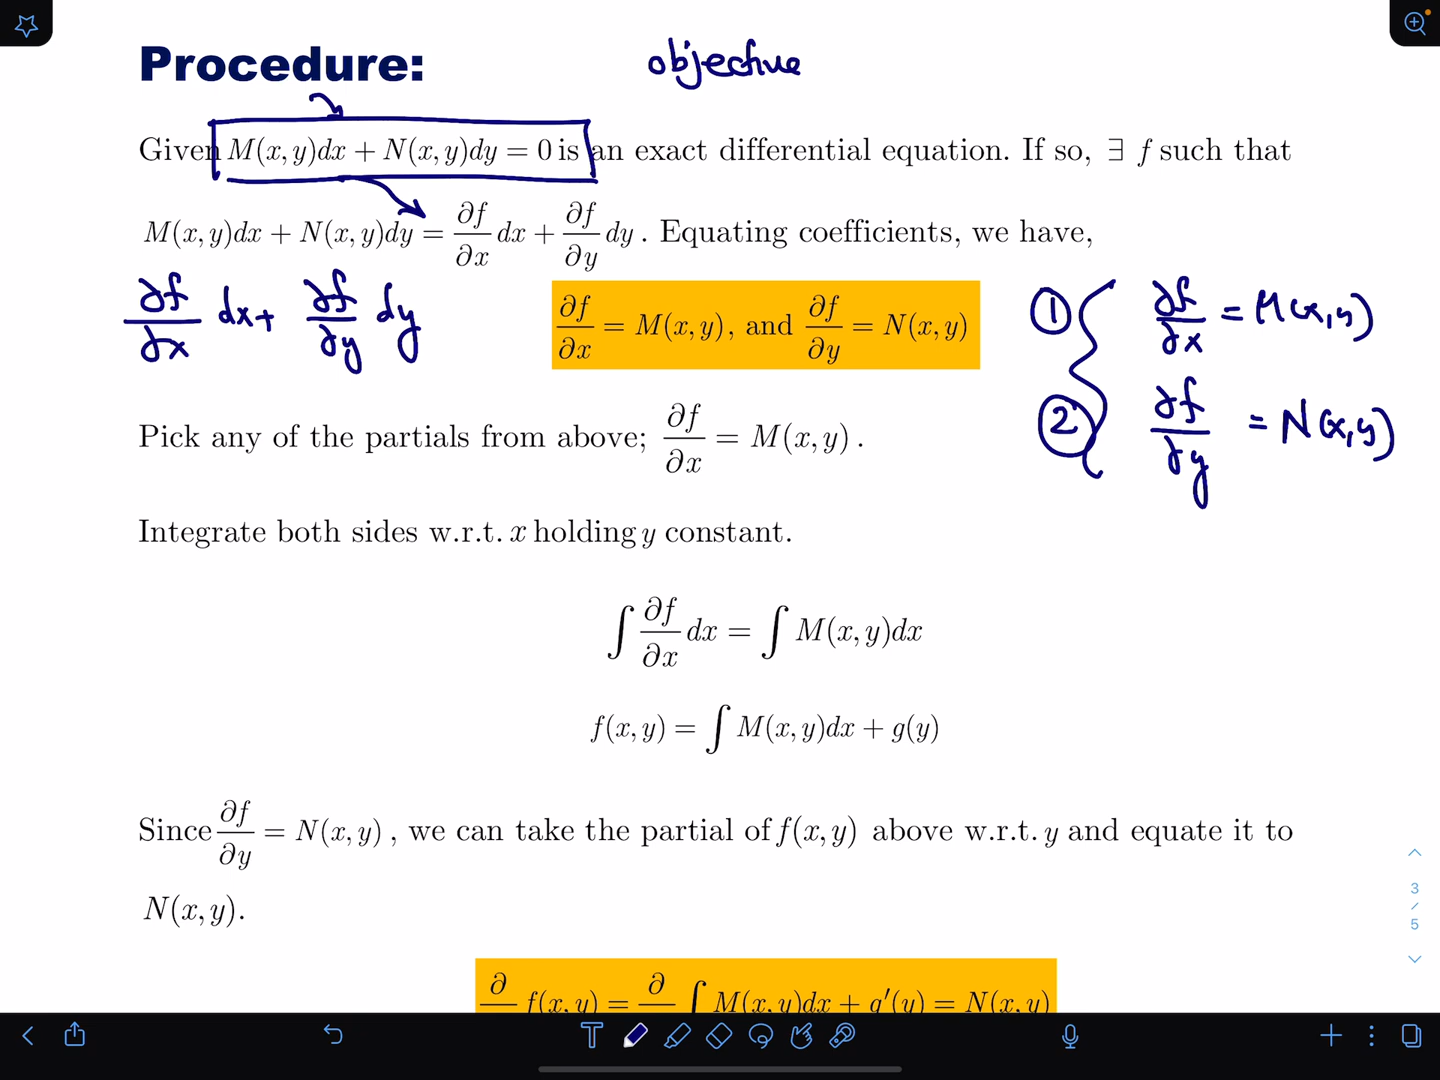 Procedure:
objective
Given M(x, y)dx + N(x, y)dy = 0 is an exact differential equation. If so, ∃ f such that
M(x, y)dx + N(x, y)dy = ∂f/∂x dx + ∂f/∂y dy . Equating coefficients, we have,
∂f/∂x dx + ∂f/∂y dy
∂f/∂x = M(x, y), and ∂f/∂y = N(x, y)
① ∂f/∂x = M(x,y)
② ∂f/∂y = N(x,y)
Pick any of the partials from above; ∂f/∂x = M(x, y) .
Integrate both sides w.r.t. x holding y constant.
∫ ∂f/∂x dx = ∫ M(x, y)dx
f(x, y) = ∫ M(x, y)dx + g(y)
Since ∂f/∂y = N(x, y) , we can take the partial of f(x, y) above w.r.t. y and equate it to
N(x, y).
∂ f(x, y) = ∂ ∫ M(x, y)dx + g′(y) = N(x, y)
3
/
5